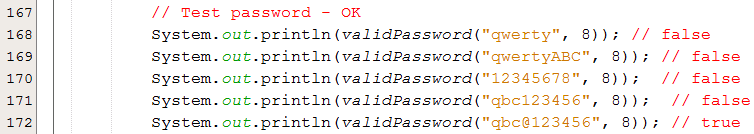 167 // Test password - OK
168 System.out.println(validPassword("qwerty", 8)); // false
169 System.out.println(validPassword("qwertyABC", 8)); // false
170 System.out.println(validPassword("12345678", 8));  // false
171 System.out.println(validPassword("qbc123456", 8));  // false
172 System.out.println(validPassword("qbc@123456", 8)); // true